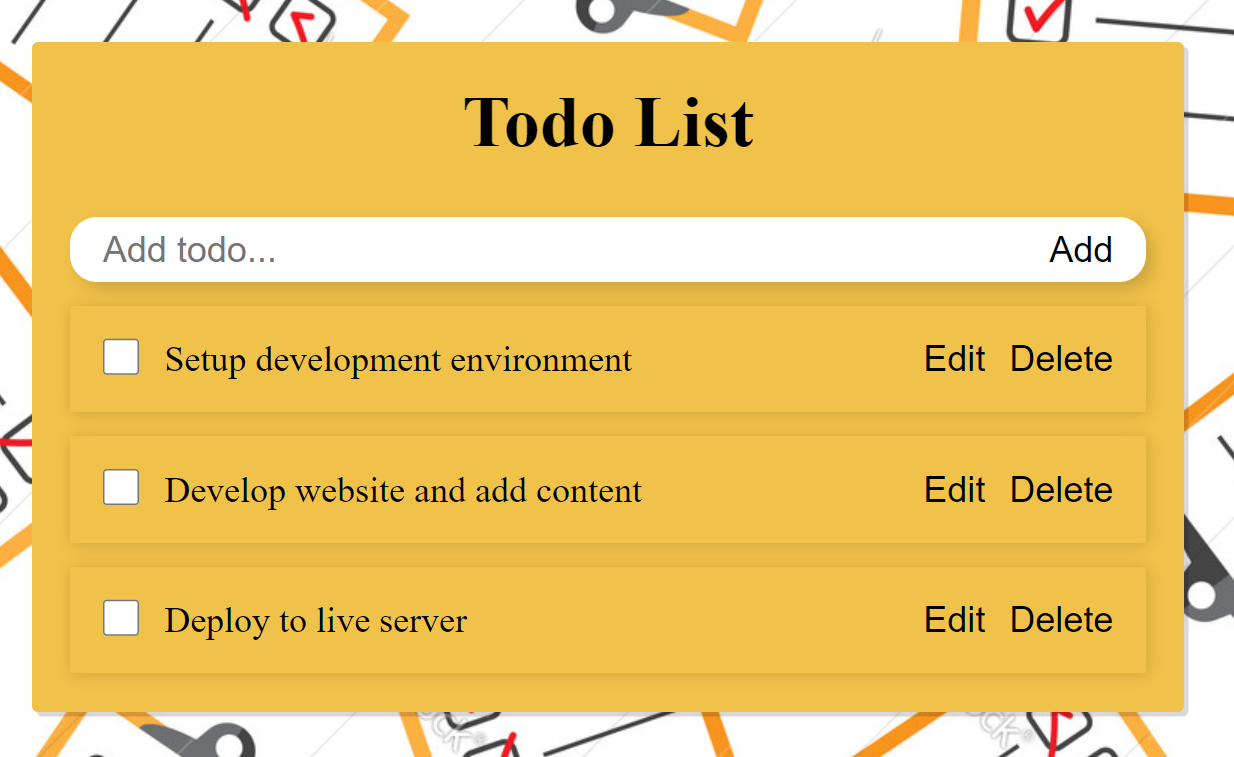 Todo List
Add todo... Add
Setup development environment Edit Delete
Develop website and add content Edit Delete
Deploy to live server Edit Delete